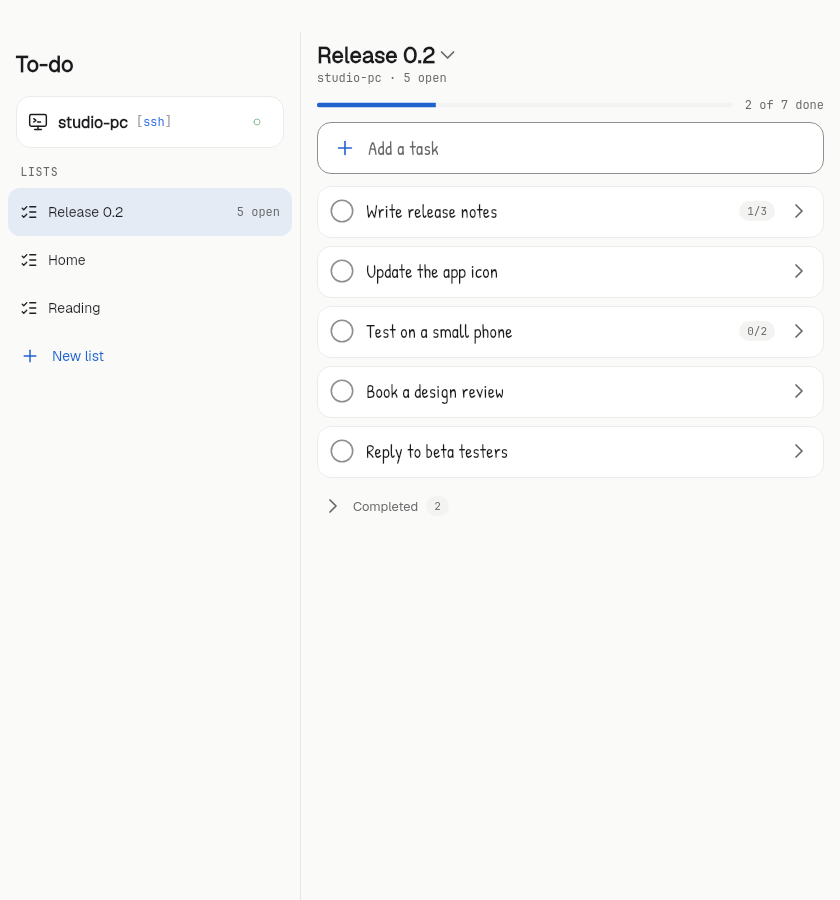 To-do
studio-pc [ssh]
LISTS
Release 0.2 5 open
Home
Reading
New list
Release 0.2
studio-pc · 5 open
2 of 7 done
Add a task
Write release notes 1/3
Update the app icon
Test on a small phone 0/2
Book a design review
Reply to beta testers
Completed 2